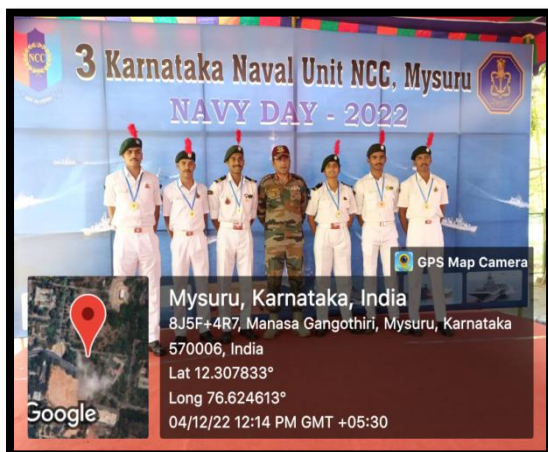 NCC
3 Karnataka Naval Unit NCC, Mysuru
NAVY DAY - 2022
GPS Map Camera
Mysuru, Karnataka, India
8J5F+4R7, Manasa Gangothiri, Mysuru, Karnataka
570006, India
Lat 12.307833°
Long 76.624613°
04/12/22 12:14 PM GMT +05:30
Google